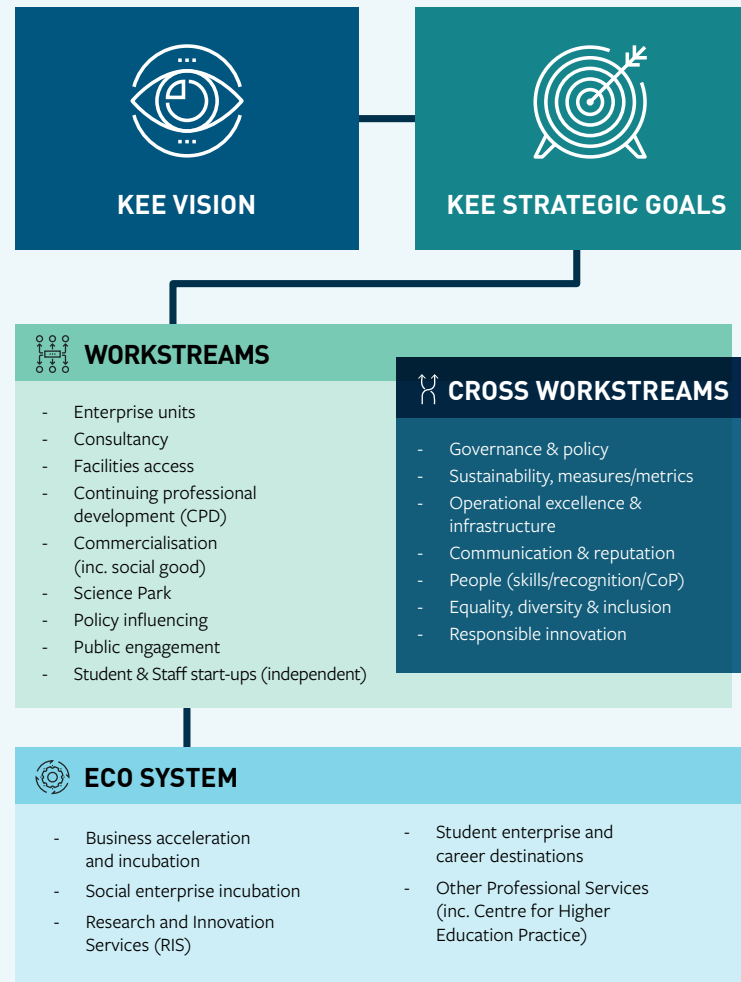 KEE VISION
KEE STRATEGIC GOALS
WORKSTREAMS
- Enterprise units
- Consultancy
- Facilities access
- Continuing professional
development (CPD)
- Commercialisation
(inc. social good)
- Science Park
- Policy influencing
- Public engagement
- Student & Staff start-ups (independent)
CROSS WORKSTREAMS
- Governance & policy
- Sustainability, measures/metrics
- Operational excellence &
infrastructure
- Communication & reputation
- People (skills/recognition/CoP)
- Equality, diversity & inclusion
- Responsible innovation
ECO SYSTEM
- Business acceleration
and incubation
- Social enterprise incubation
- Research and Innovation
Services (RIS)
- Student enterprise and
career destinations
- Other Professional Services
(inc. Centre for Higher
Education Practice)